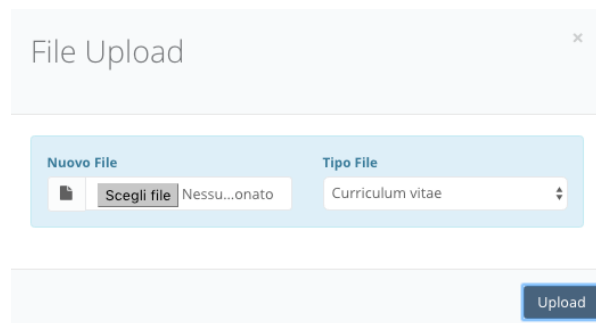 File Upload ×
Nuovo File Tipo File
Scegli file Nessu...onato Curriculum vitae
Upload